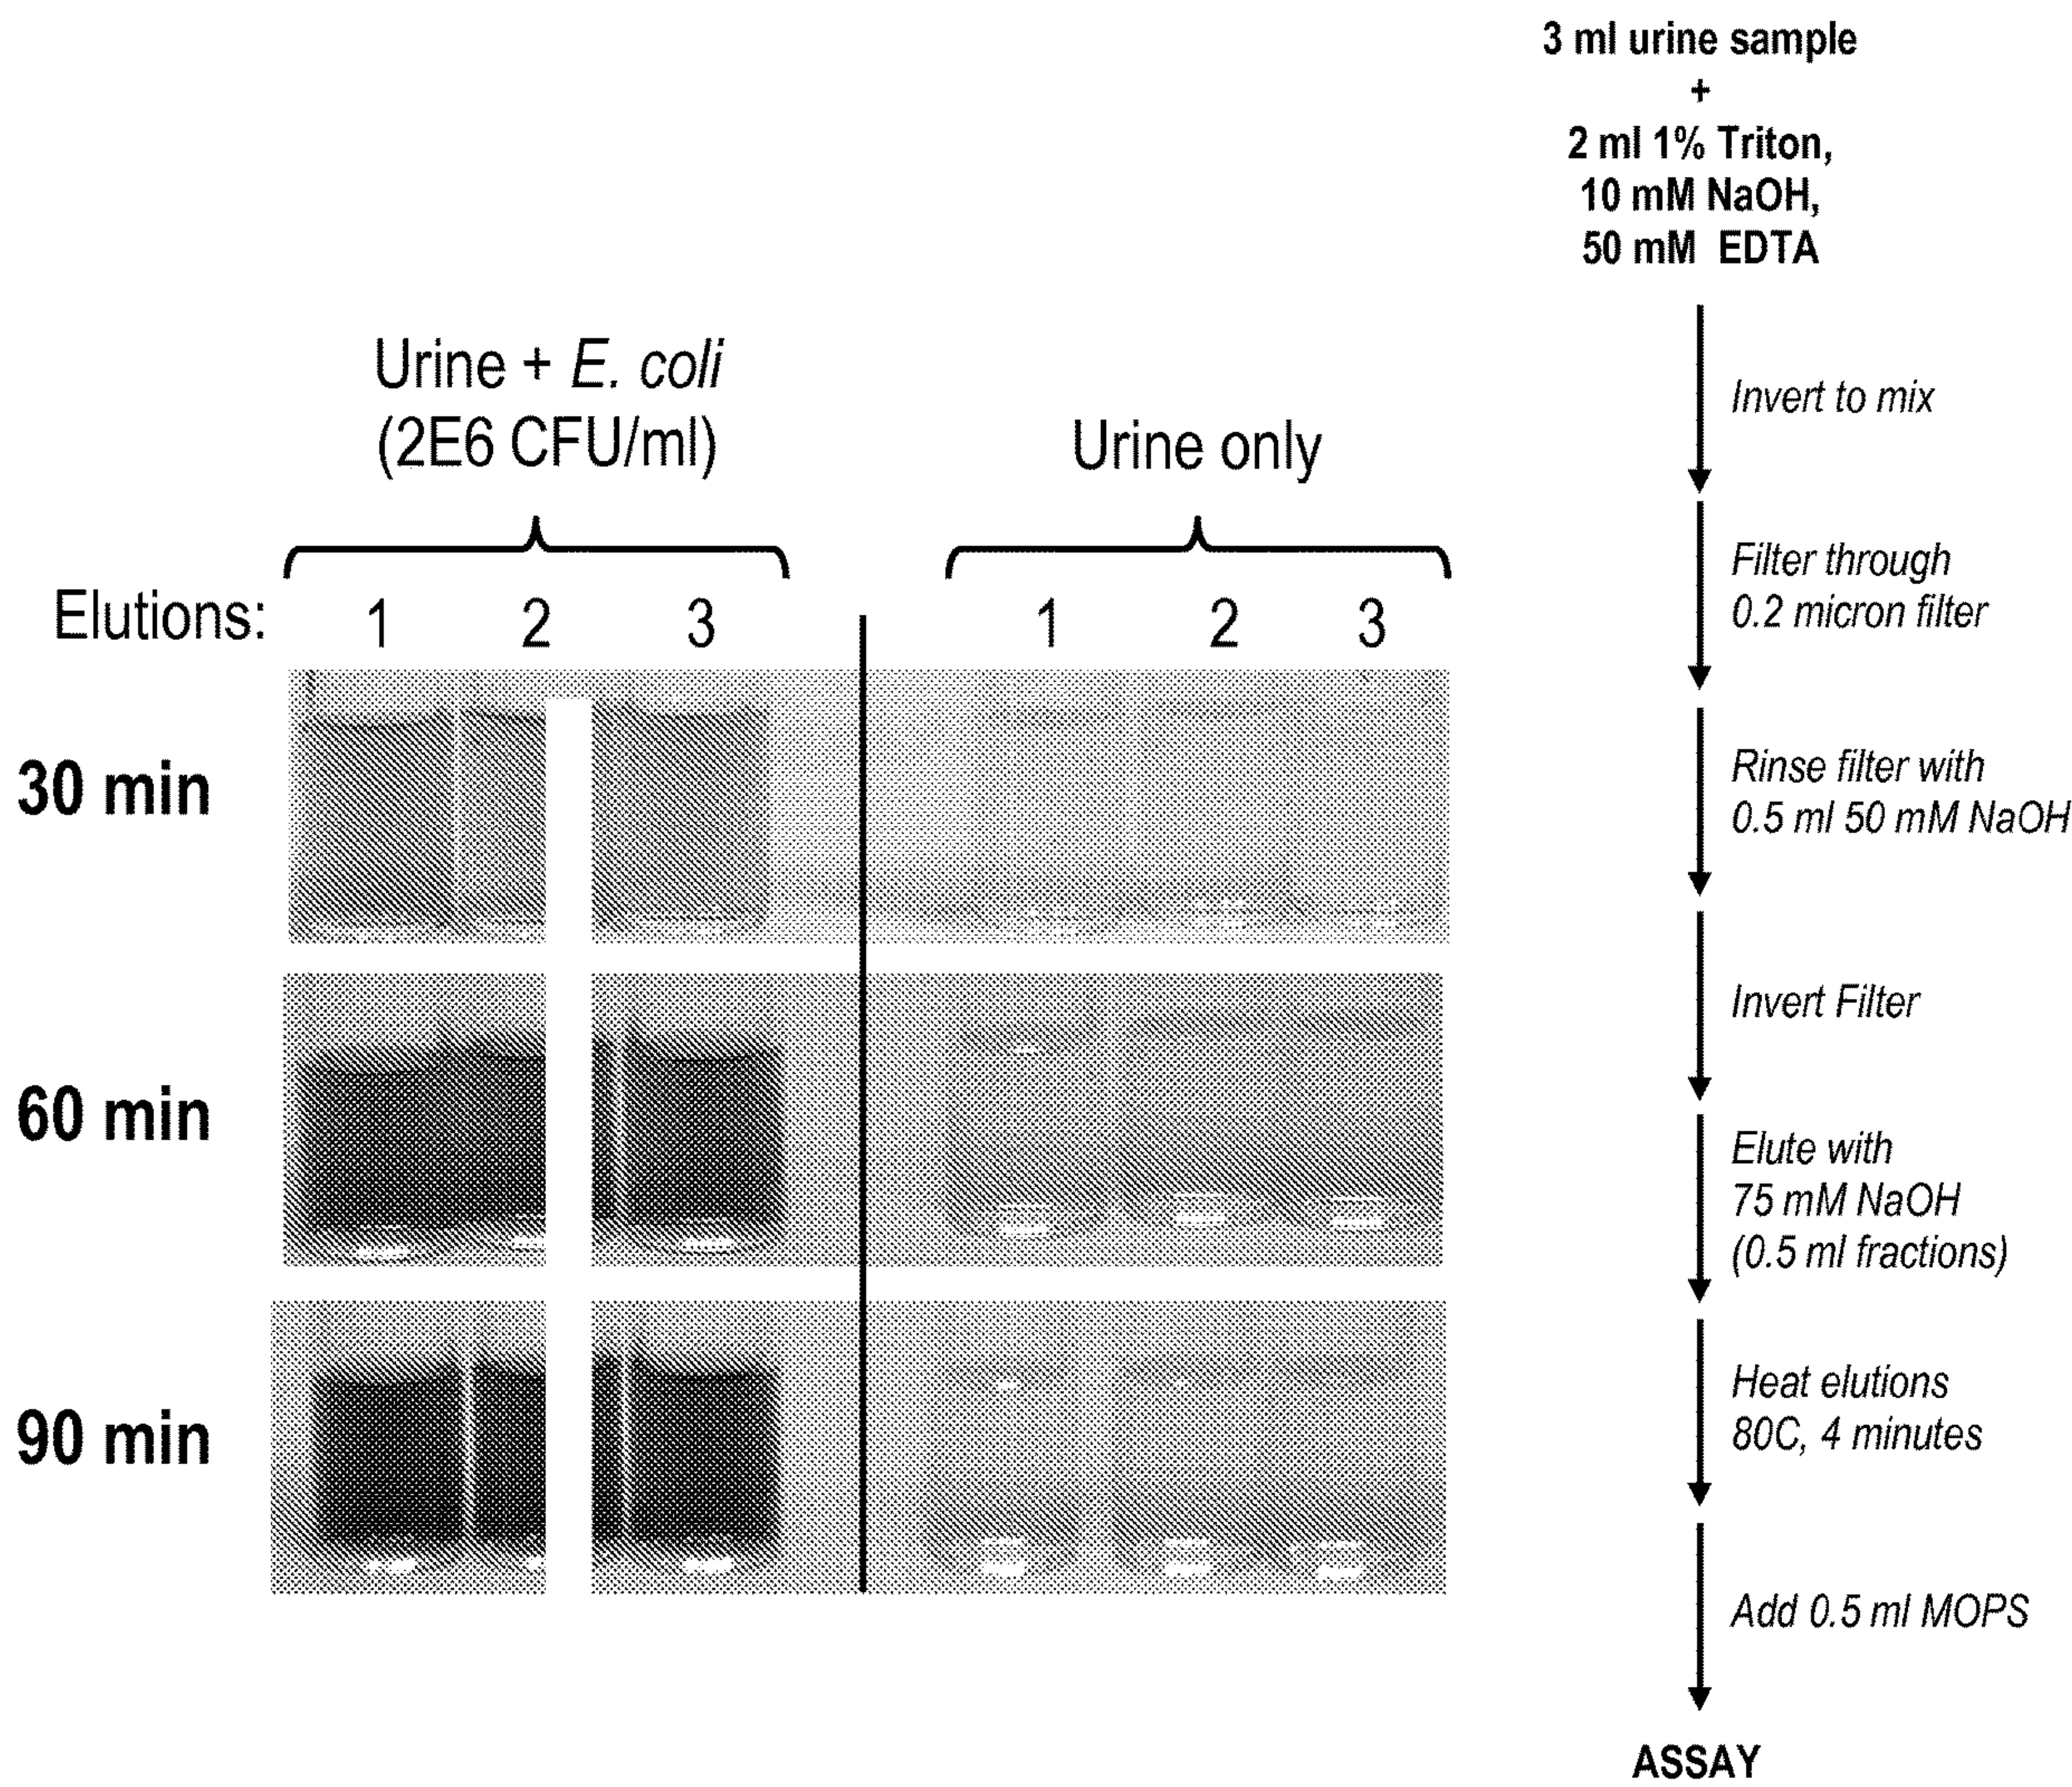 3 ml urine sample
+
2 ml 1% Triton,
10 mM NaOH,
50 mM EDTA
Urine + E. coli
(2E6 CFU/ml)
Urine only
Elutions: 1 2 3 1 2 3
30 min
60 min
90 min
Invert to mix
Filter through
0.2 micron filter
Rinse filter with
0.5 ml 50 mM NaOH
Invert Filter
Elute with
75 mM NaOH
(0.5 ml fractions)
Heat elutions
80C, 4 minutes
Add 0.5 ml MOPS
ASSAY